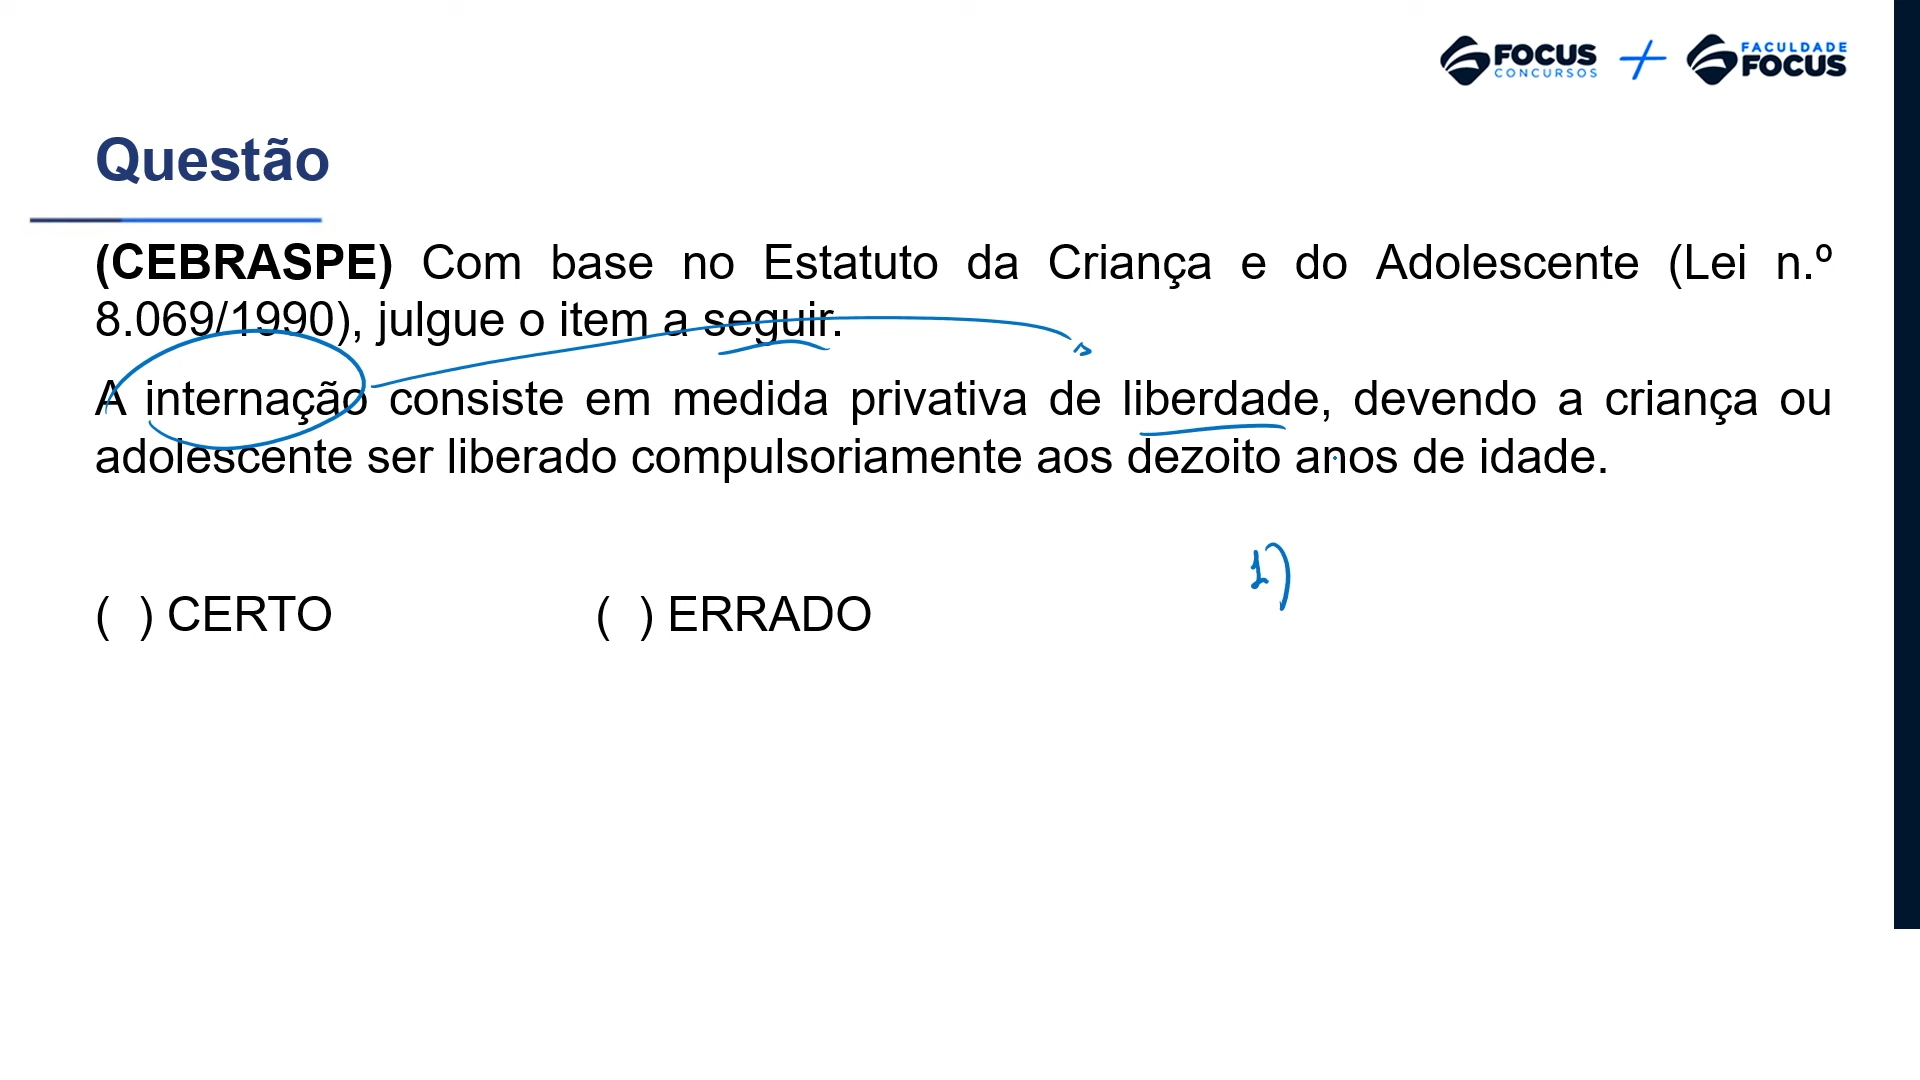 FOCUS CONCURSOS + FACULDADE FOCUS
Questão
(CEBRASPE) Com base no Estatuto da Criança e do Adolescente (Lei n.º
8.069/1990), julgue o item a seguir.
A internação consiste em medida privativa de liberdade, devendo a criança ou
adolescente ser liberado compulsoriamente aos dezoito anos de idade.
1)
( ) CERTO ( ) ERRADO